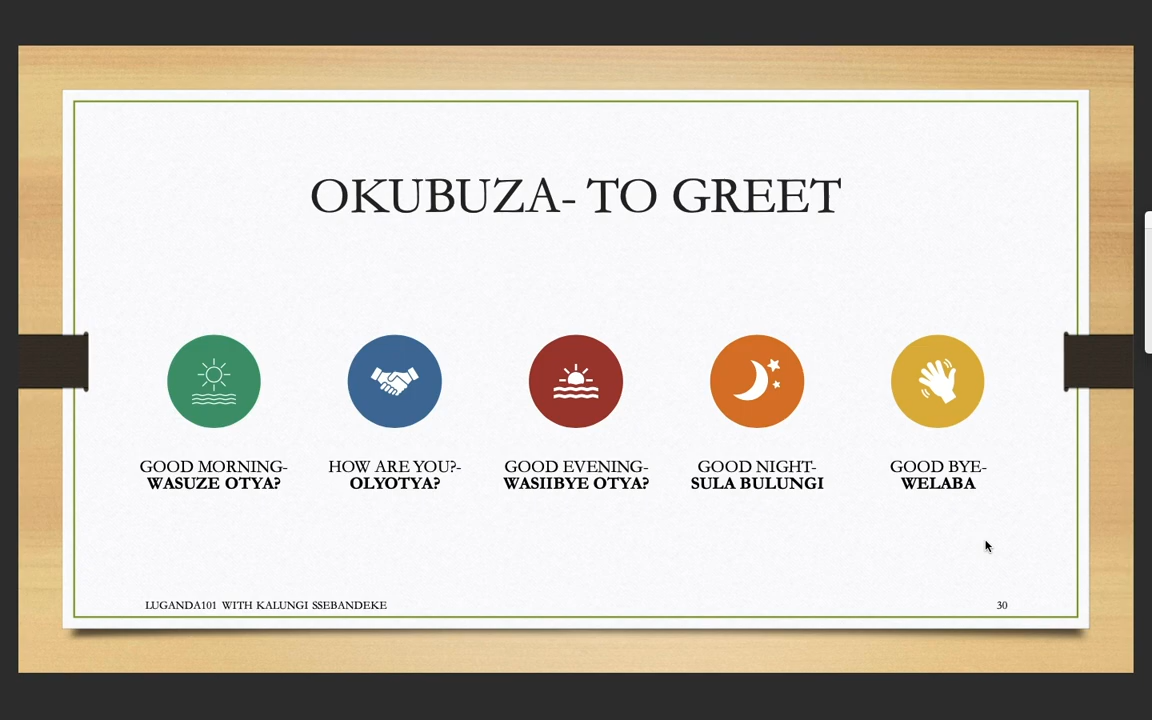 OKUBUZA- TO GREET
GOOD MORNING-
WASUZE OTYA?
HOW ARE YOU?-
OLYOTYA?
GOOD EVENING-
WASIIBYE OTYA?
GOOD NIGHT-
SULA BULUNGI
GOOD BYE-
WELABA
LUGANDA101 WITH KALUNGI SSEBANDEKE
30